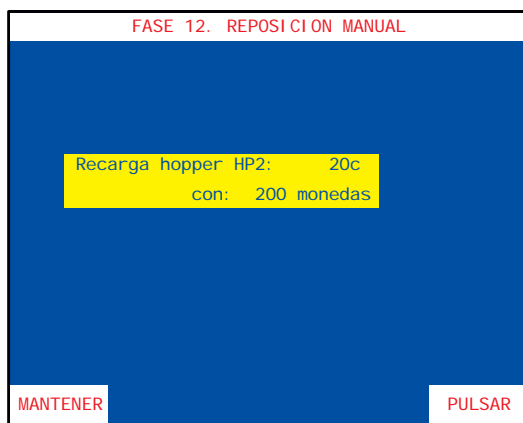 FASE 12. REPOSICION MANUAL
Recarga hopper HP2: 20c
con: 200 monedas
MANTENER PULSAR